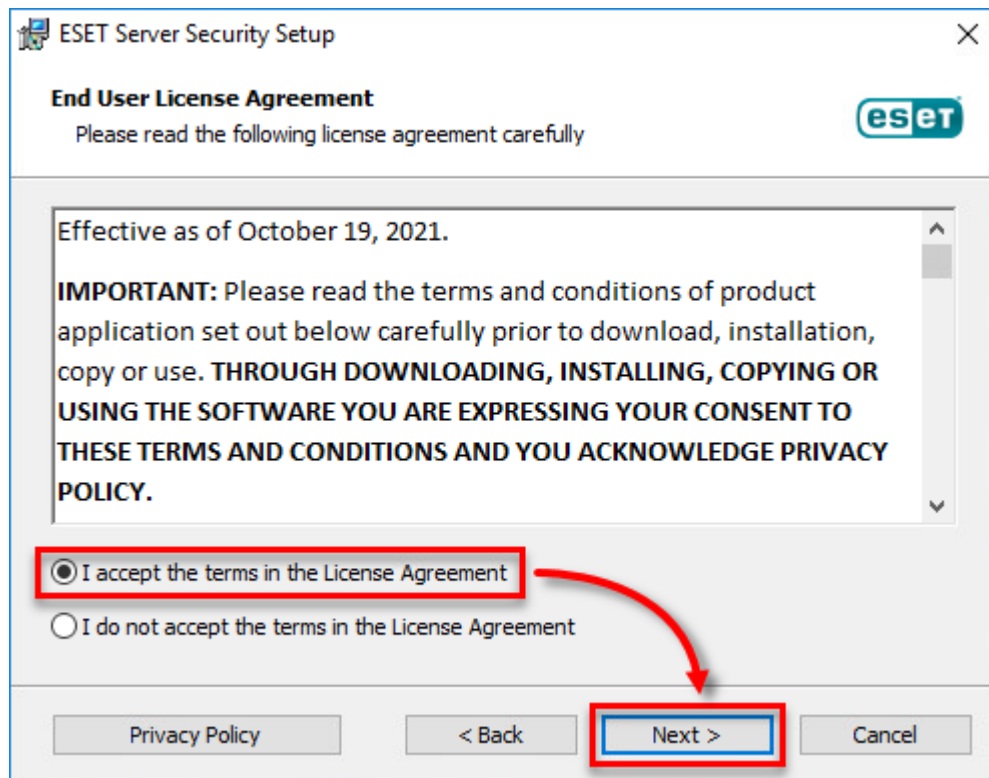 ESET Server Security Setup
End User License Agreement
Please read the following license agreement carefully
eset
Effective as of October 19, 2021.
IMPORTANT: Please read the terms and conditions of product
application set out below carefully prior to download, installation,
copy or use. THROUGH DOWNLOADING, INSTALLING, COPYING OR
USING THE SOFTWARE YOU ARE EXPRESSING YOUR CONSENT TO
THESE TERMS AND CONDITIONS AND YOU ACKNOWLEDGE PRIVACY
POLICY.
I accept the terms in the License Agreement
I do not accept the terms in the License Agreement
Privacy Policy < Back Next > Cancel